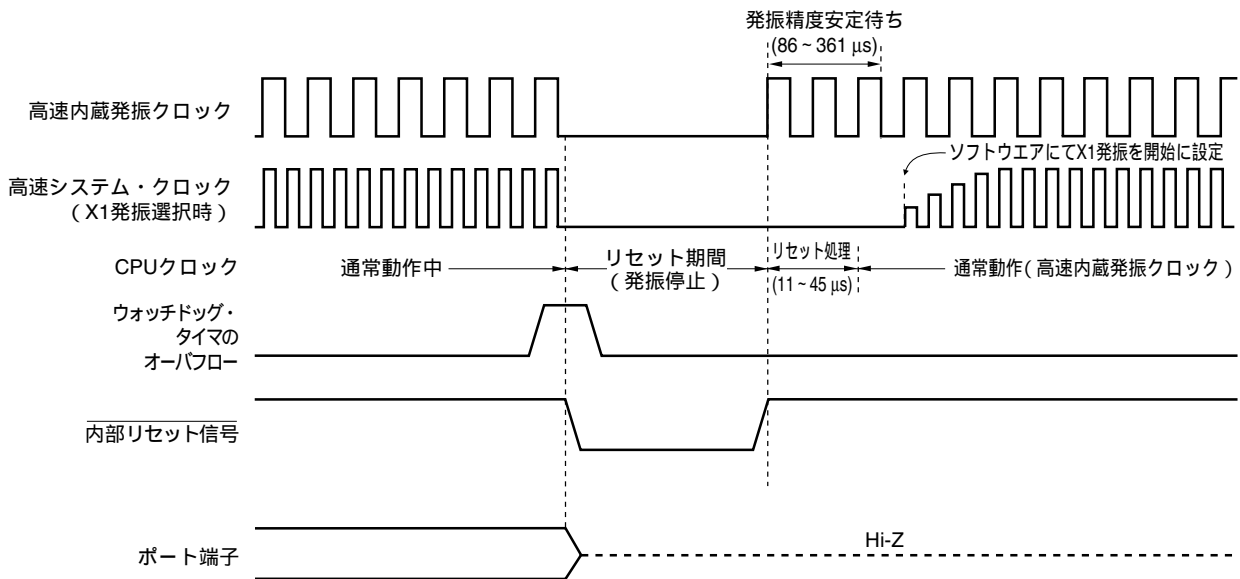 発振精度安定待ち
(86 ~ 361 μs)
高速内蔵発振クロック
ソフトウエアにてX1発振を開始に設定
高速システム・クロック
(X1発振選択時)
CPUクロック
通常動作中
リセット期間
(発振停止)
リセット処理
(11 ~ 45 μs)
通常動作(高速内蔵発振クロック)
ウォッチドッグ・
タイマの
オーバフロー
内部リセット信号
ポート端子
Hi-Z